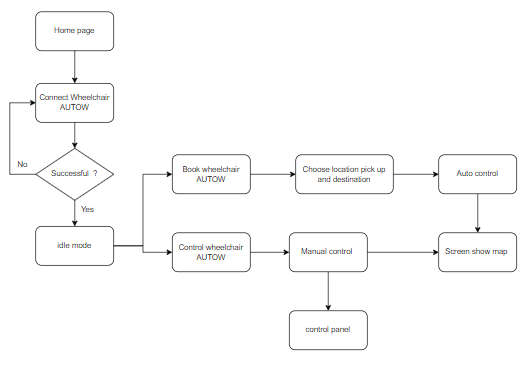 Home page
Connect Wheelchair
AUTOW
No
Successful ?
Yes
idle mode
Book wheelchair
AUTOW
Choose location pick up
and destination
Auto control
Control wheelchair
AUTOW
Manual control
Screen show map
control panel